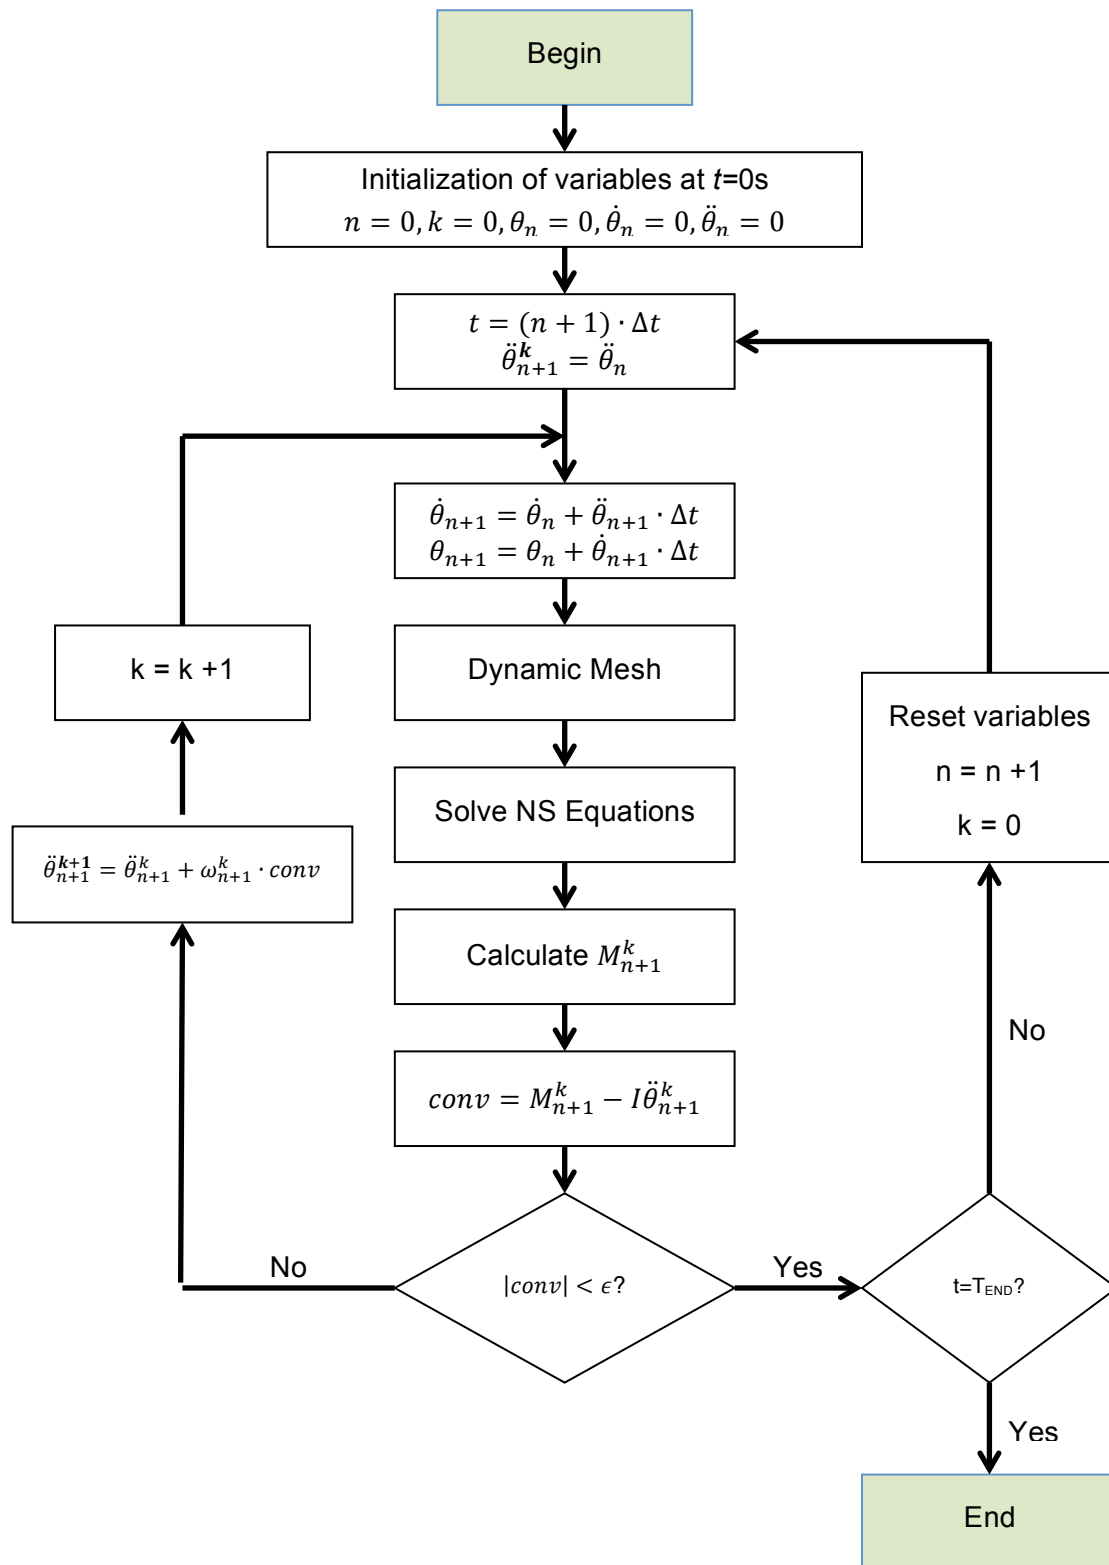 Begin
Initialization of variables at t=0s
n = 0, k = 0, θ_n = 0, θ̇_n = 0, θ̈_n = 0
t = (n + 1) · Δt
θ̈^k_{n+1} = θ̈_n
θ̇_{n+1} = θ̇_n + θ̈_{n+1} · Δt
θ_{n+1} = θ_n + θ̇_{n+1} · Δt
k = k +1
Dynamic Mesh
Reset variables
n = n +1
k = 0
Solve NS Equations
θ̈^{k+1}_{n+1} = θ̈^k_{n+1} + ω^k_{n+1} · conv
Calculate M^k_{n+1}
No
conv = M^k_{n+1} − Iθ̈^k_{n+1}
No
|conv| < ϵ?
Yes
t=T_END?
Yes
End